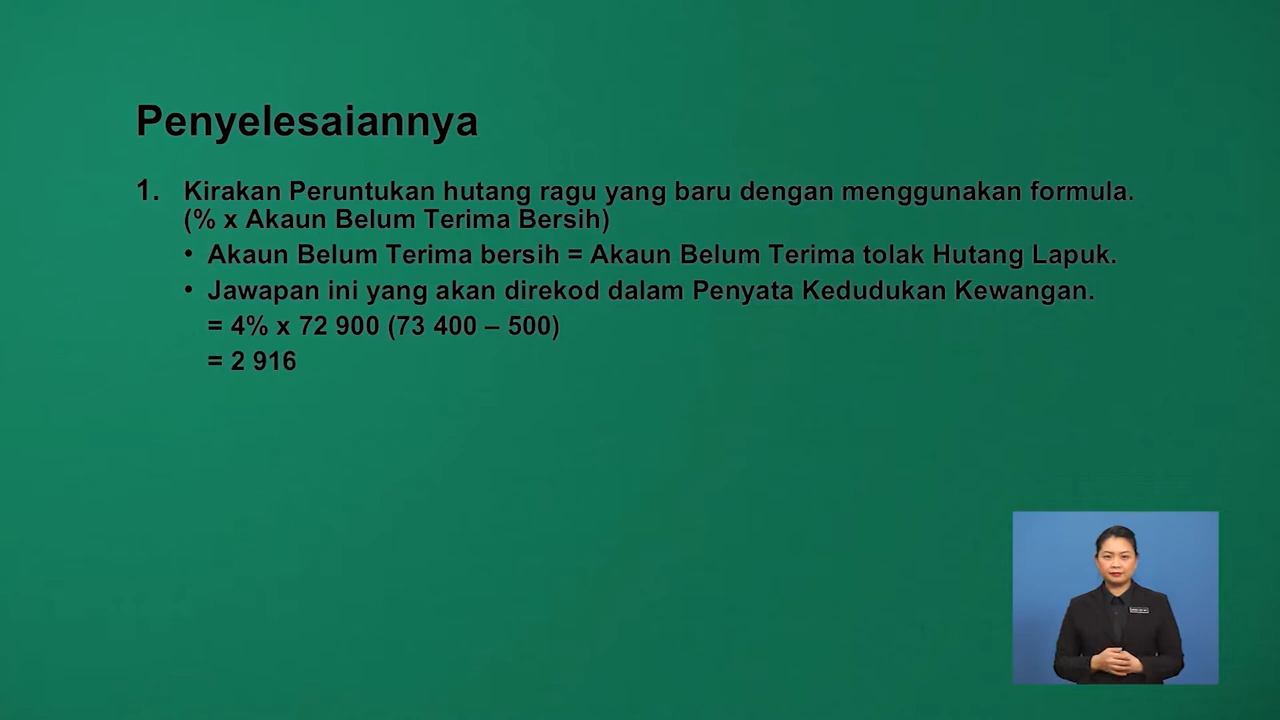 Penyelesaiannya
1. Kirakan Peruntukan hutang ragu yang baru dengan menggunakan formula.
(% x Akaun Belum Terima Bersih)
• Akaun Belum Terima bersih = Akaun Belum Terima tolak Hutang Lapuk.
• Jawapan ini yang akan direkod dalam Penyata Kedudukan Kewangan.
= 4% x 72 900 (73 400 – 500)
= 2 916